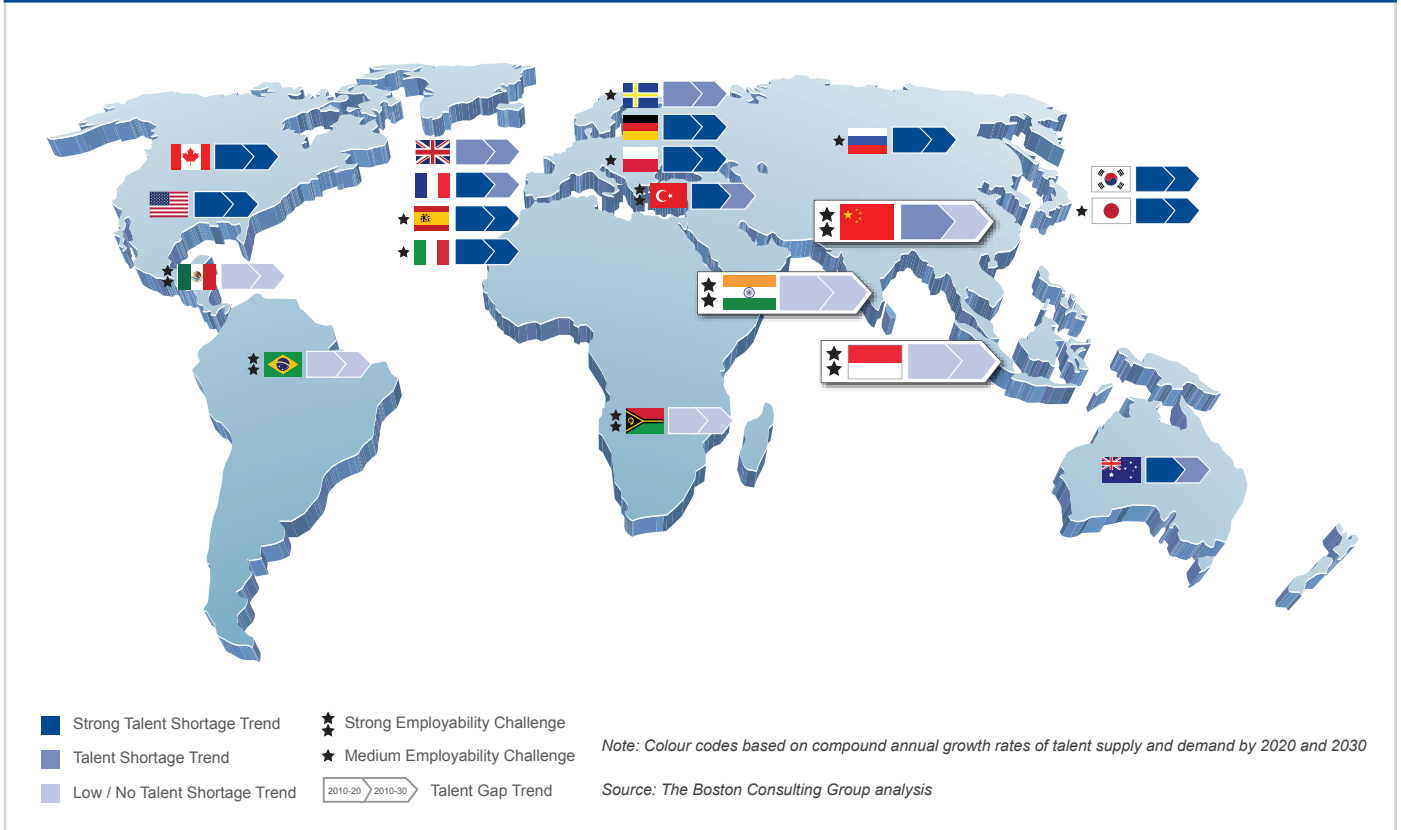 Strong Talent Shortage Trend
Talent Shortage Trend
Low / No Talent Shortage Trend
Strong Employability Challenge
Medium Employability Challenge
2010-20 2010-30 Talent Gap Trend
Note: Colour codes based on compound annual growth rates of talent supply and demand by 2020 and 2030
Source: The Boston Consulting Group analysis